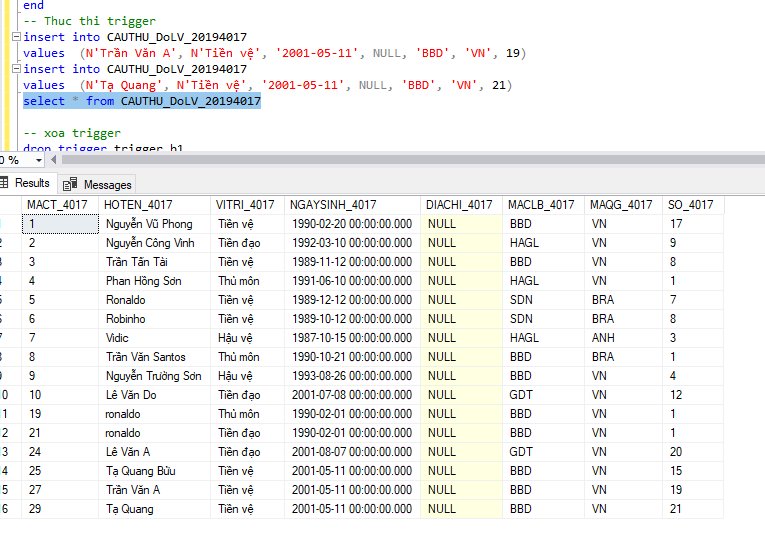 end
-- Thuc thi trigger
insert into CAUTHU_DoLV_20194017
values (N'Trần Văn A', N'Tiền vệ', '2001-05-11', NULL, 'BBD', 'VN', 19)
insert into CAUTHU_DoLV_20194017
values (N'Tạ Quang', N'Tiền vệ', '2001-05-11', NULL, 'BBD', 'VN', 21)
select * from CAUTHU_DoLV_20194017
-- xoa trigger
drop trigger trigger_b1
0 %
Results Messages
MACT_4017 HOTEN_4017 VITRI_4017 NGAYSINH_4017 DIACHI_4017 MACLB_4017 MAQG_4017 SO_4017
1 1 Nguyễn Vũ Phong Tiền vệ 1990-02-20 00:00:00.000 NULL BBD VN 17
2 2 Nguyễn Công Vinh Tiền đạo 1992-03-10 00:00:00.000 NULL HAGL VN 9
3 3 Trần Tấn Tài Tiền vệ 1989-11-12 00:00:00.000 NULL BBD VN 8
4 4 Phan Hồng Sơn Thủ môn 1991-06-10 00:00:00.000 NULL HAGL VN 1
5 5 Ronaldo Tiền vệ 1989-12-12 00:00:00.000 NULL SDN BRA 7
6 6 Robinho Tiền vệ 1989-10-12 00:00:00.000 NULL SDN BRA 8
7 7 Vidic Hậu vệ 1987-10-15 00:00:00.000 NULL HAGL ANH 3
8 8 Trần Văn Santos Thủ môn 1990-10-21 00:00:00.000 NULL BBD BRA 1
9 9 Nguyễn Trường Sơn Hậu vệ 1993-08-26 00:00:00.000 NULL BBD VN 4
10 10 Lê Văn Do Tiền đạo 2001-07-08 00:00:00.000 NULL GDT VN 12
11 19 ronaldo Thủ môn 1990-02-01 00:00:00.000 NULL BBD VN 1
12 21 ronaldo Tiền đạo 1990-02-01 00:00:00.000 NULL BBD VN 1
13 24 Lê Văn A Tiền đạo 2001-08-07 00:00:00.000 NULL GDT VN 20
14 25 Tạ Quang Bửu Tiền vệ 2001-05-11 00:00:00.000 NULL BBD VN 15
15 27 Trần Văn A Tiền vệ 2001-05-11 00:00:00.000 NULL BBD VN 19
16 29 Tạ Quang Tiền vệ 2001-05-11 00:00:00.000 NULL BBD VN 21